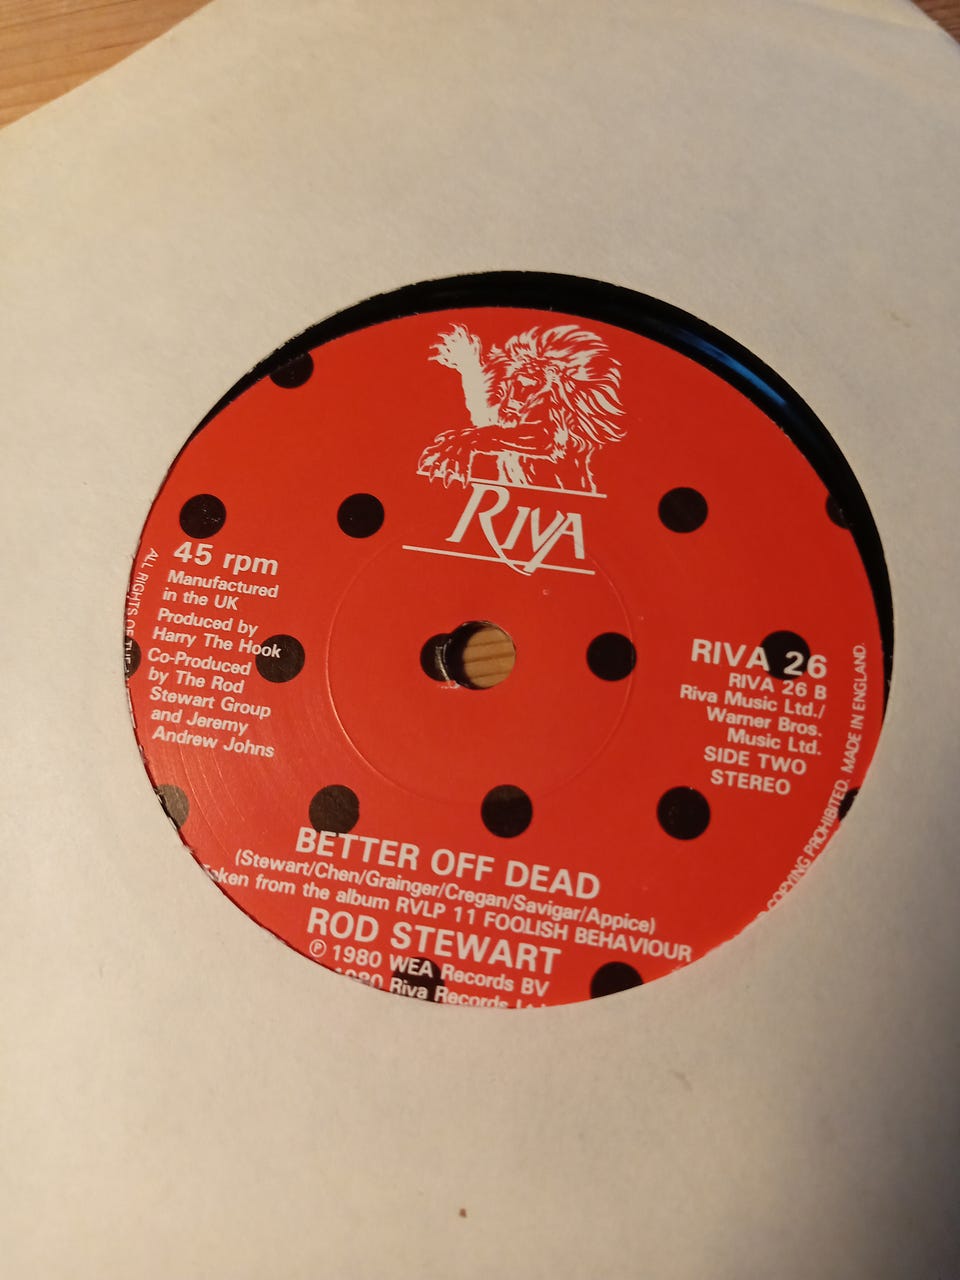 RIVA
45 rpm
Manufactured
in the UK
Produced by
Harry The Hook
Co-Produced
by The Rod
Stewart Group
and Jeremy
Andrew Johns
RIVA 26
RIVA 26 B
Riva Music Ltd./
Warner Bros.
Music Ltd.
SIDE TWO
STEREO
BETTER OFF DEAD
(Stewart/Chen/Grainger/Cregan/Savigar/Appice)
from the album RVLP 11 FOOLISH BEHAVIOUR
ROD STEWART
℗ 1980 WEA Records BV
1980 Riva Records
ALL RIGHTS OF
COPYING PROHIBITED. MADE IN ENGLAND.